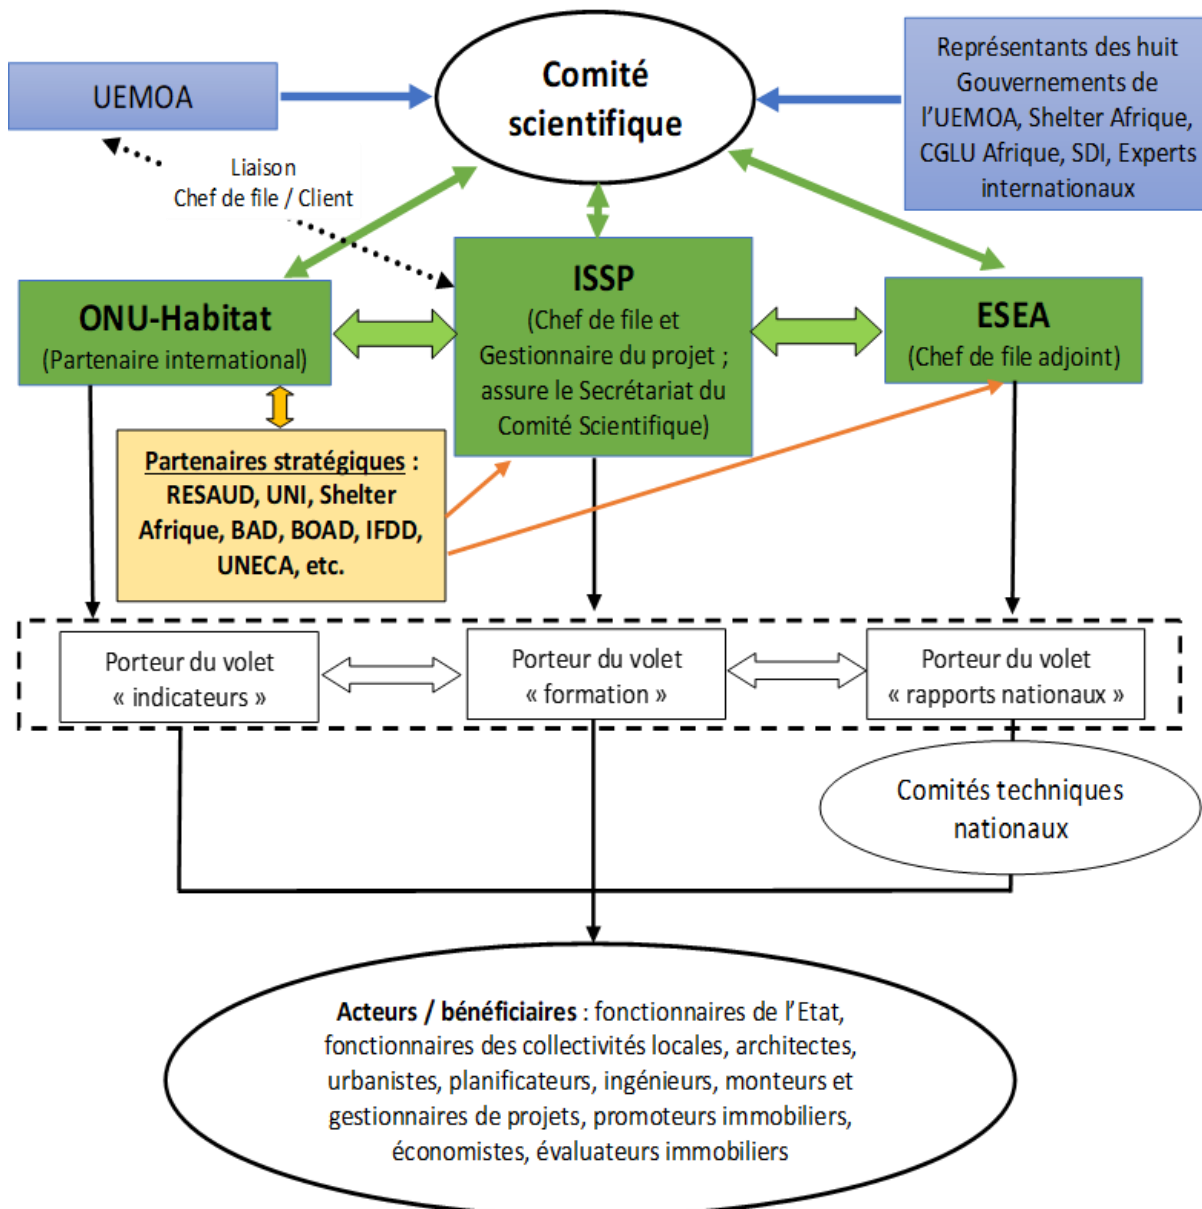 UEMOA
Comité
scientifique
Représentants des huit
Gouvernements de
l’UEMOA, Shelter Afrique,
CGLU Afrique, SDI, Experts
internationaux
Liaison
Chef de file / Client
ONU-Habitat
(Partenaire international)
ISSP
(Chef de file et
Gestionnaire du projet ;
assure le Secrétariat du
Comité Scientifique)
ESEA
(Chef de file adjoint)
Partenaires stratégiques :
RESAUD, UNI, Shelter
Afrique, BAD, BOAD, IFDD,
UNECA, etc.
Porteur du volet
« indicateurs »
Porteur du volet
« formation »
Porteur du volet
« rapports nationaux »
Comités techniques
nationaux
Acteurs / bénéficiaires : fonctionnaires de l’Etat,
fonctionnaires des collectivités locales, architectes,
urbanistes, planificateurs, ingénieurs, monteurs et
gestionnaires de projets, promoteurs immobiliers,
économistes, évaluateurs immobiliers